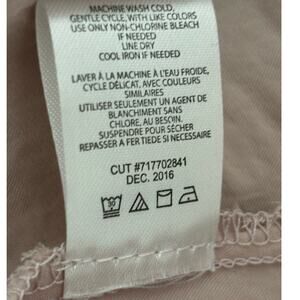 MACHINE WASH COLD,
GENTLE CYCLE, WITH LIKE COLORS
USE ONLY NON-CHLORINE BLEACH
IF NEEDED
LINE DRY
COOL IRON IF NEEDED
LAVER À LA MACHINE À L'EAU FROIDE,
CYCLE DÉLICAT, AVEC COULEURS
SIMILAIRES
UTILISER SEULEMENT UN AGENT DE
BLANCHIMENT SANS
CHLORE, AU BESOIN.
SUSPENDRE POUR SÉCHER
REPASSER A FER TIEDE SI NÉCESSAIRE
CUT #717702841
DEC. 2016